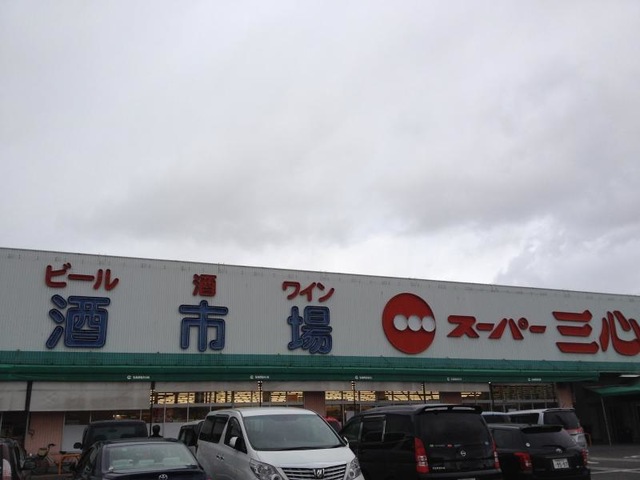 ビール 酒 ワイン
酒市場 スーパー三心